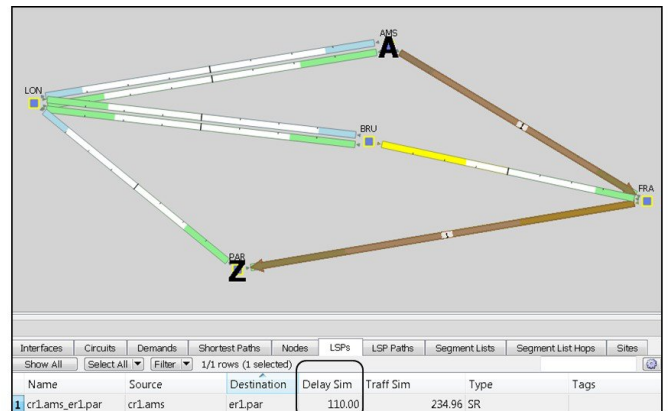 AMS
A
LON
BRU
FRA
PAR
Z
Interfaces Circuits Demands Shortest Paths Nodes LSPs LSP Paths Segment Lists Segment List Hops Sites
Show All Select All Filter 1/1 rows (1 selected)
Name Source Destination Delay Sim Traff Sim Type Tags
1 cr1.ams_er1.par cr1.ams er1.par 110.00 234.96 SR